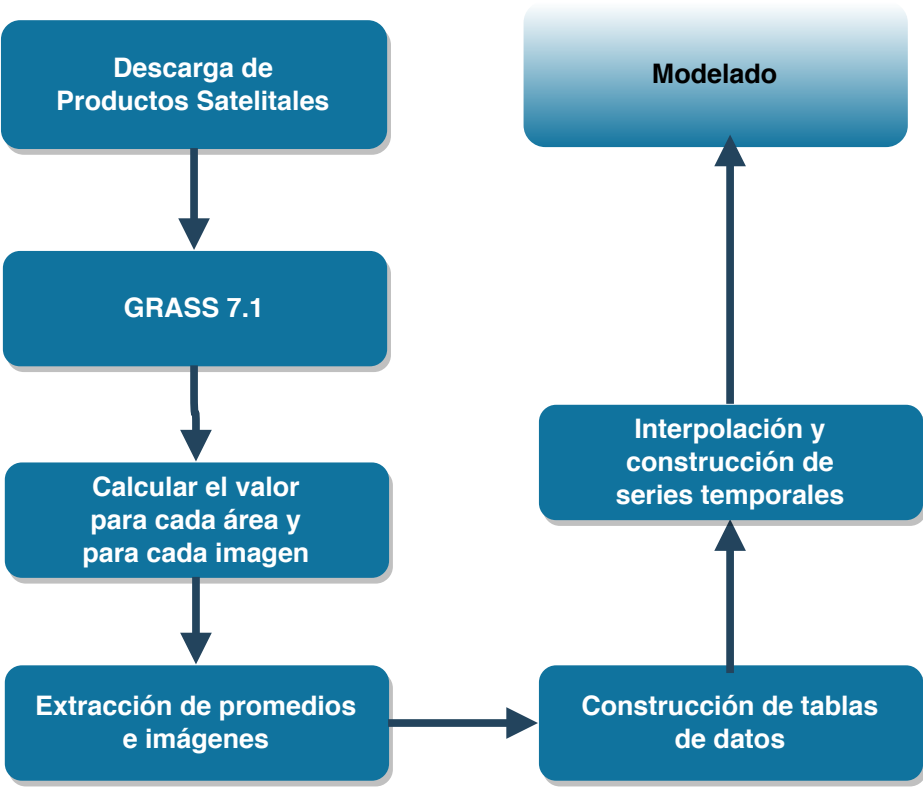 Descarga de
Productos Satelitales
GRASS 7.1
Calcular el valor
para cada área y
para cada imagen
Extracción de promedios
e imágenes
Construcción de tablas
de datos
Interpolación y
construcción de
series temporales
Modelado